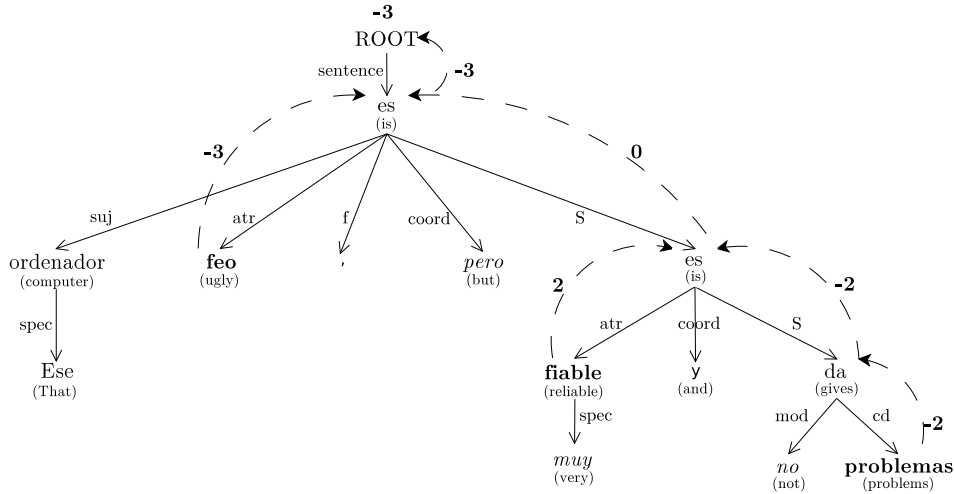 -3
ROOT
sentence
-3
es
(is)
-3
0
suj
atr
f
coord
S
ordenador
(computer)
feo
(ugly)
,
pero
(but)
es
(is)
spec
2
-2
atr
coord
S
Ese
(That)
fiable
(reliable)
y
(and)
da
(gives)
spec
mod
cd
-2
muy
(very)
no
(not)
problemas
(problems)